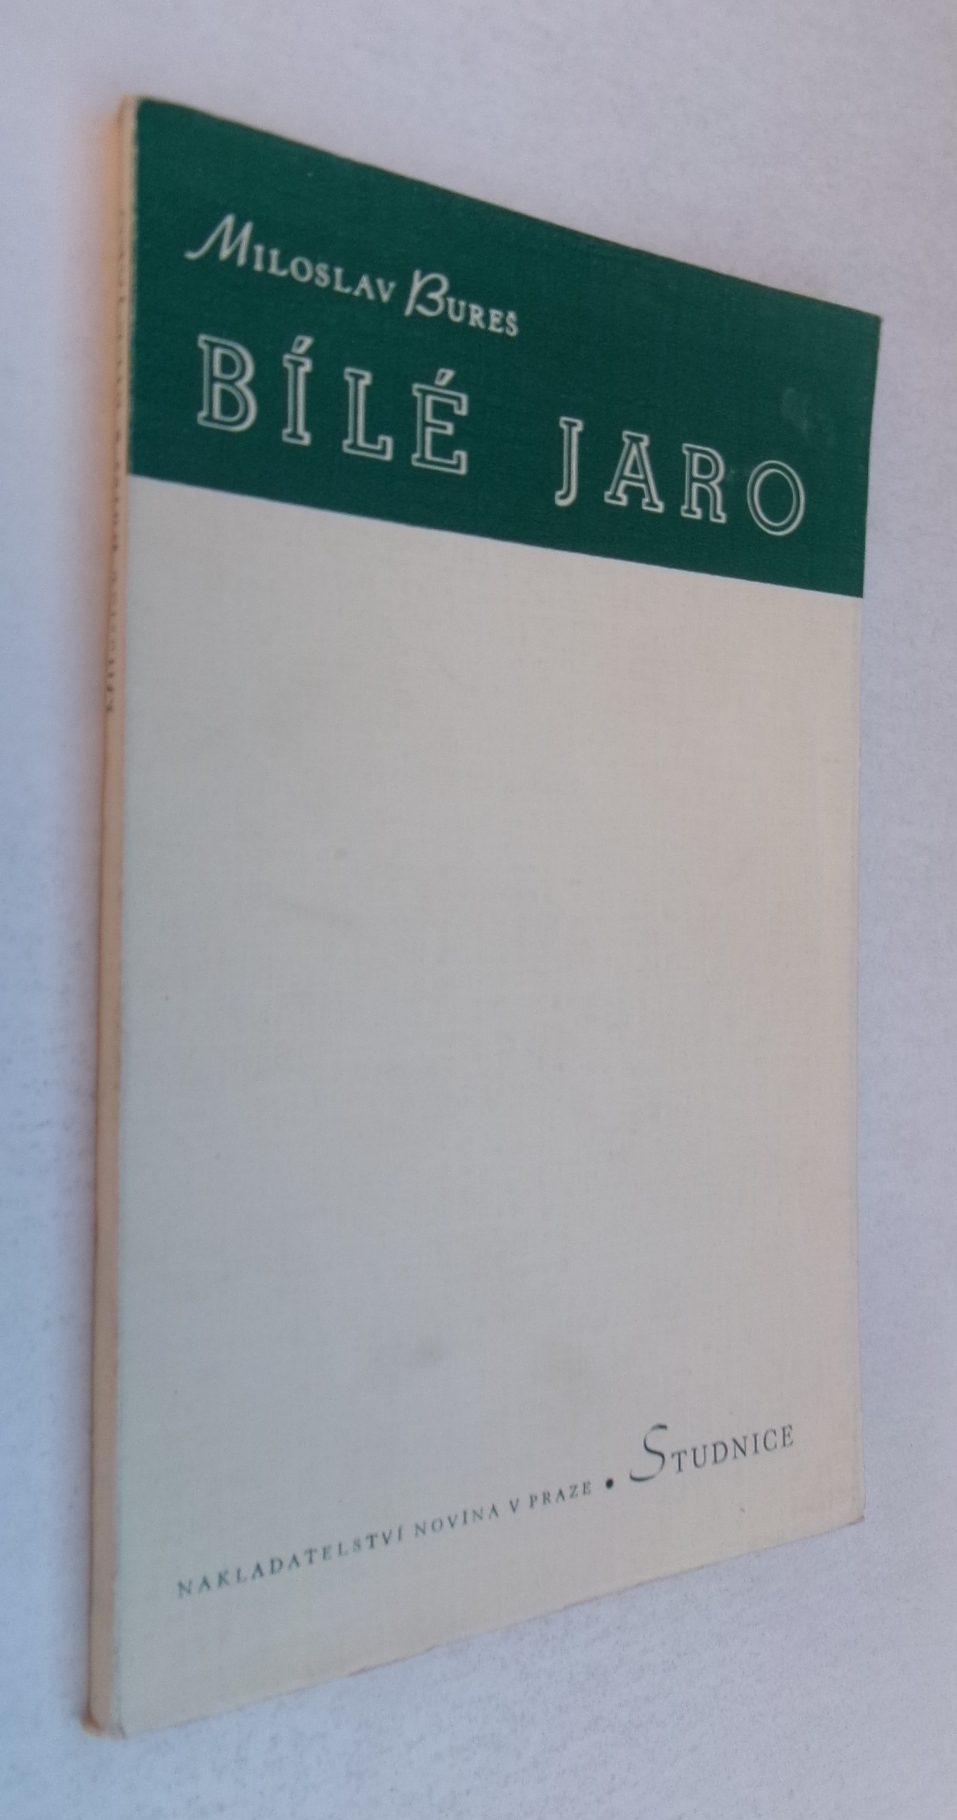 Miloslav Bureš
BÍLÉ JARO
NAKLADATELSTVÍ NOVINA V PRAZE • STUDNICE